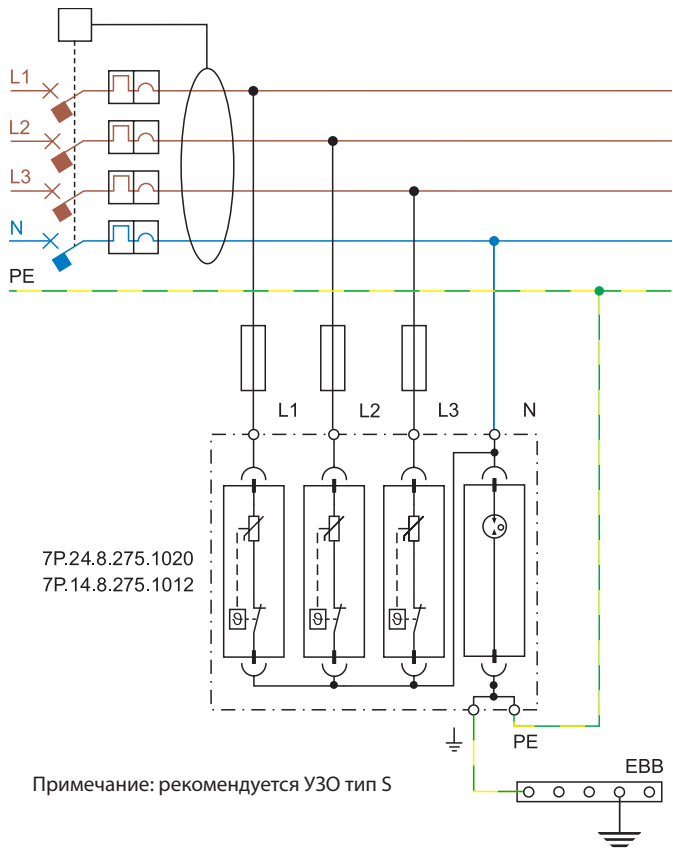 L1
L2
L3
N
PE
L1 L2 L3 N
7P.24.8.275.1020
7P.14.8.275.1012
ϑ ϑ ϑ
PE
EBB
Примечание: рекомендуется УЗО тип S